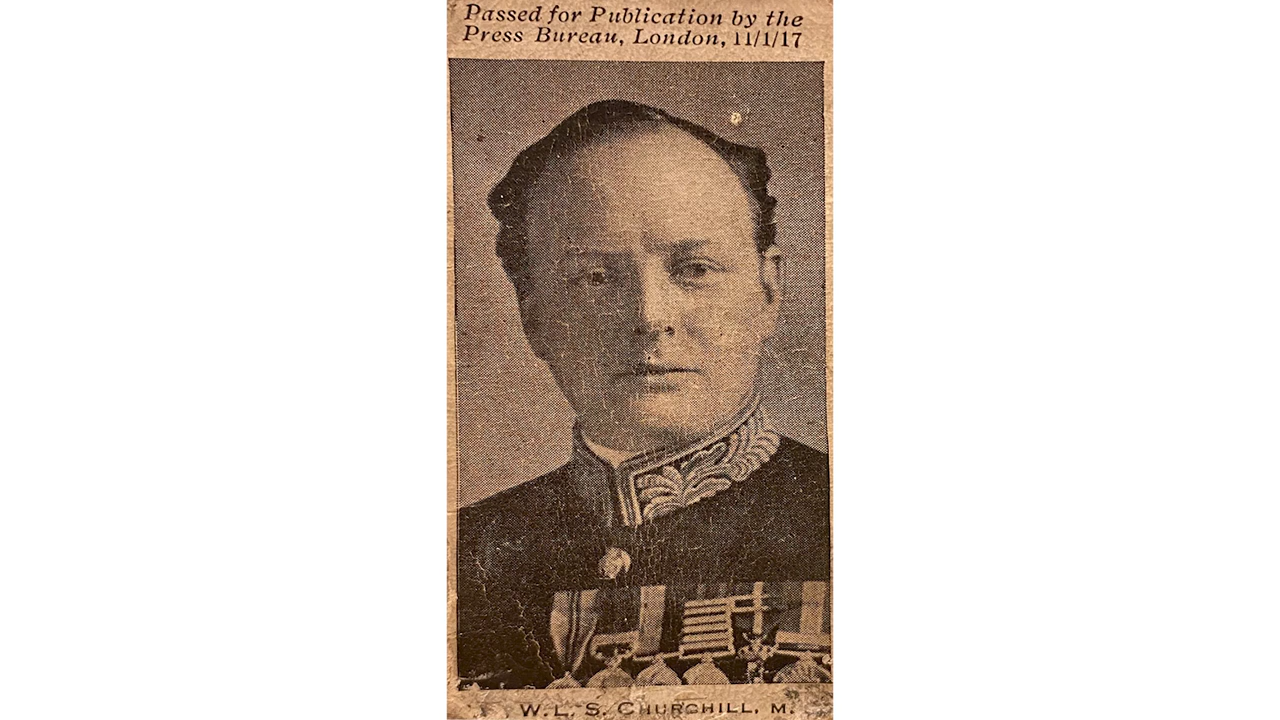 Passed for Publication by the
Press Bureau, London, 11/1/17
W.L.S. CHURCHILL, M.